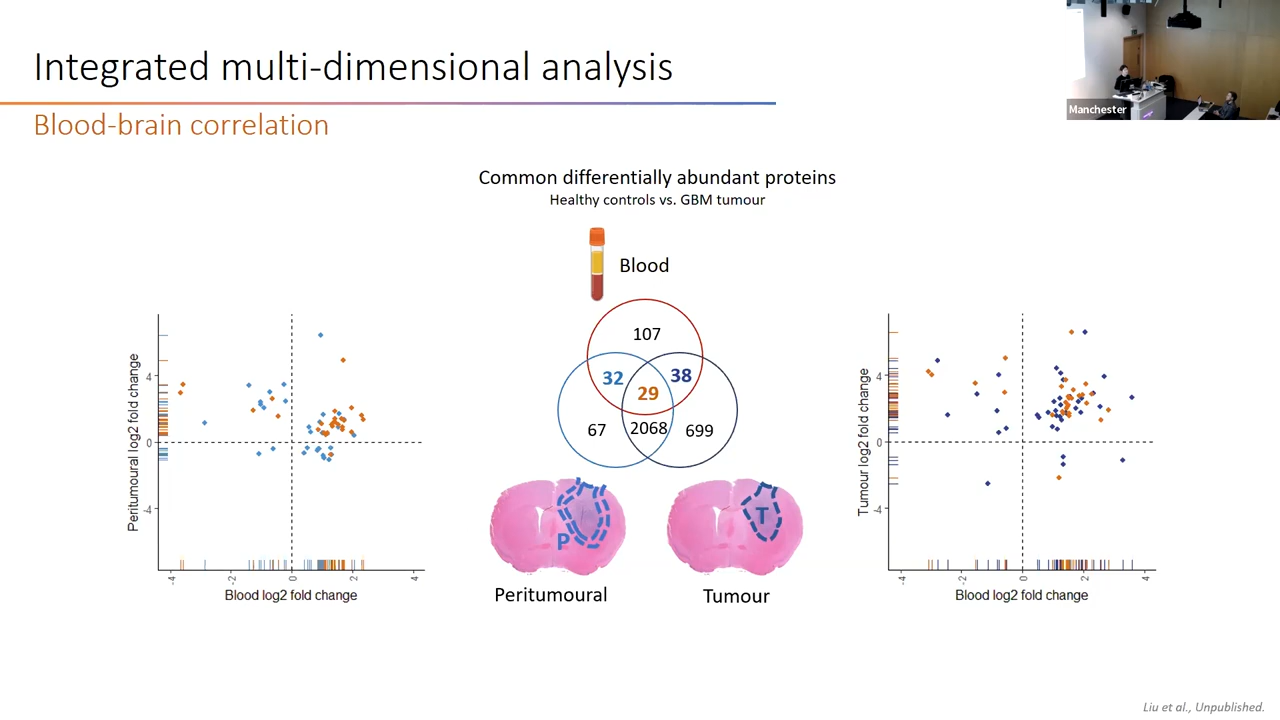 Integrated multi-dimensional analysis
Manchester
Blood-brain correlation
Common differentially abundant proteins
Healthy controls vs. GBM tumour
Blood
107
32
38
29
67
2068
699
P
T
Peritumoural
Tumour
Peritumoural log2 fold change
4
0
-4
-4
-2
0
2
4
Blood log2 fold change
Tumour log2 fold change
4
0
-4
-4
-2
0
2
4
Blood log2 fold change
Liu et al., Unpublished.